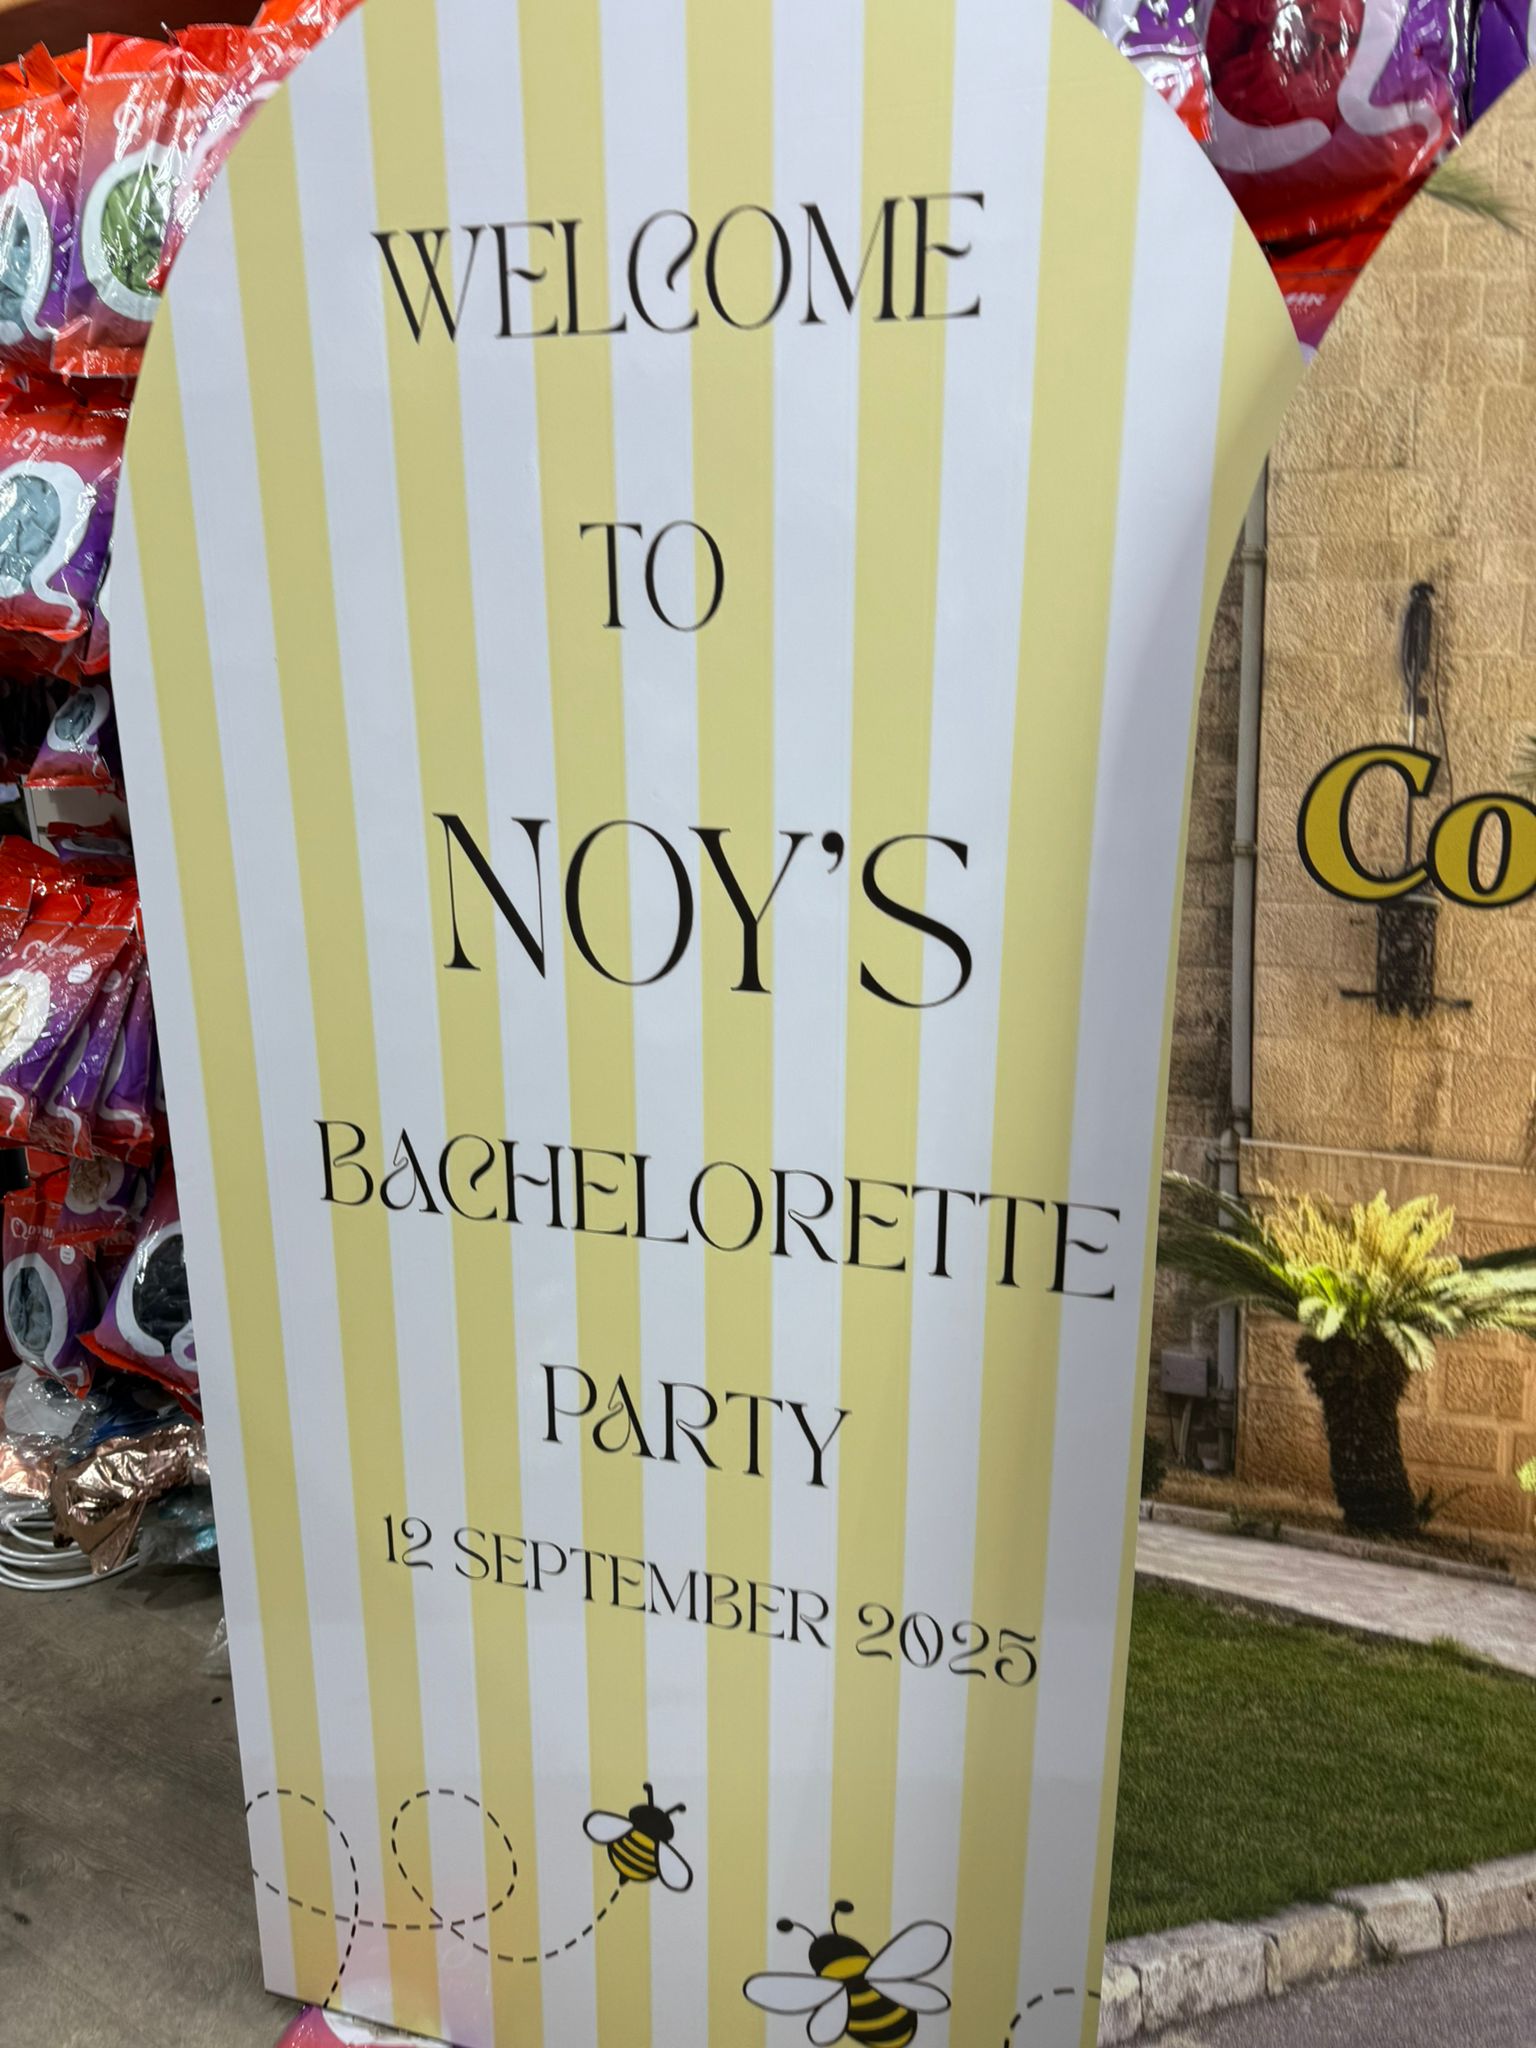 WELCOME
TO
NOY'S
BACHELORETTE
PARTY
12 SEPTEMBER 2025
Co